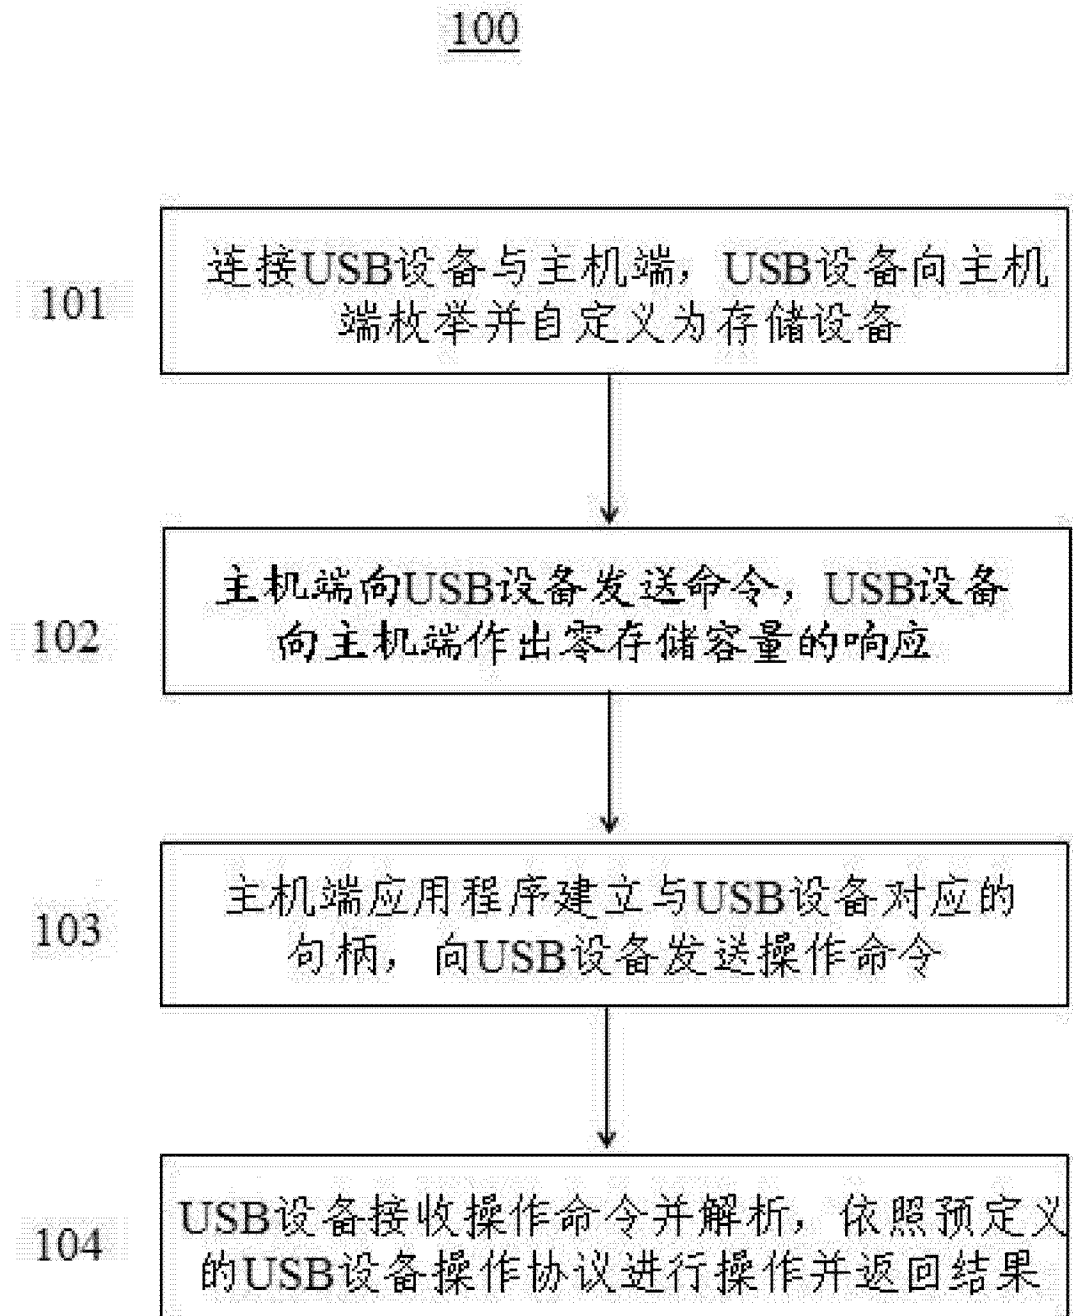 100
101
连接USB设备与主机端，USB设备向主机
端枚举并自定义为存储设备
102
主机端向USB设备发送命令，USB设备
向主机端作出零存储容量的响应
103
主机端应用程序建立与USB设备对应的
句柄，向USB设备发送操作命令
104
USB设备接收操作命令并解析，依照预定义
的USB设备操作协议进行操作并返回结果